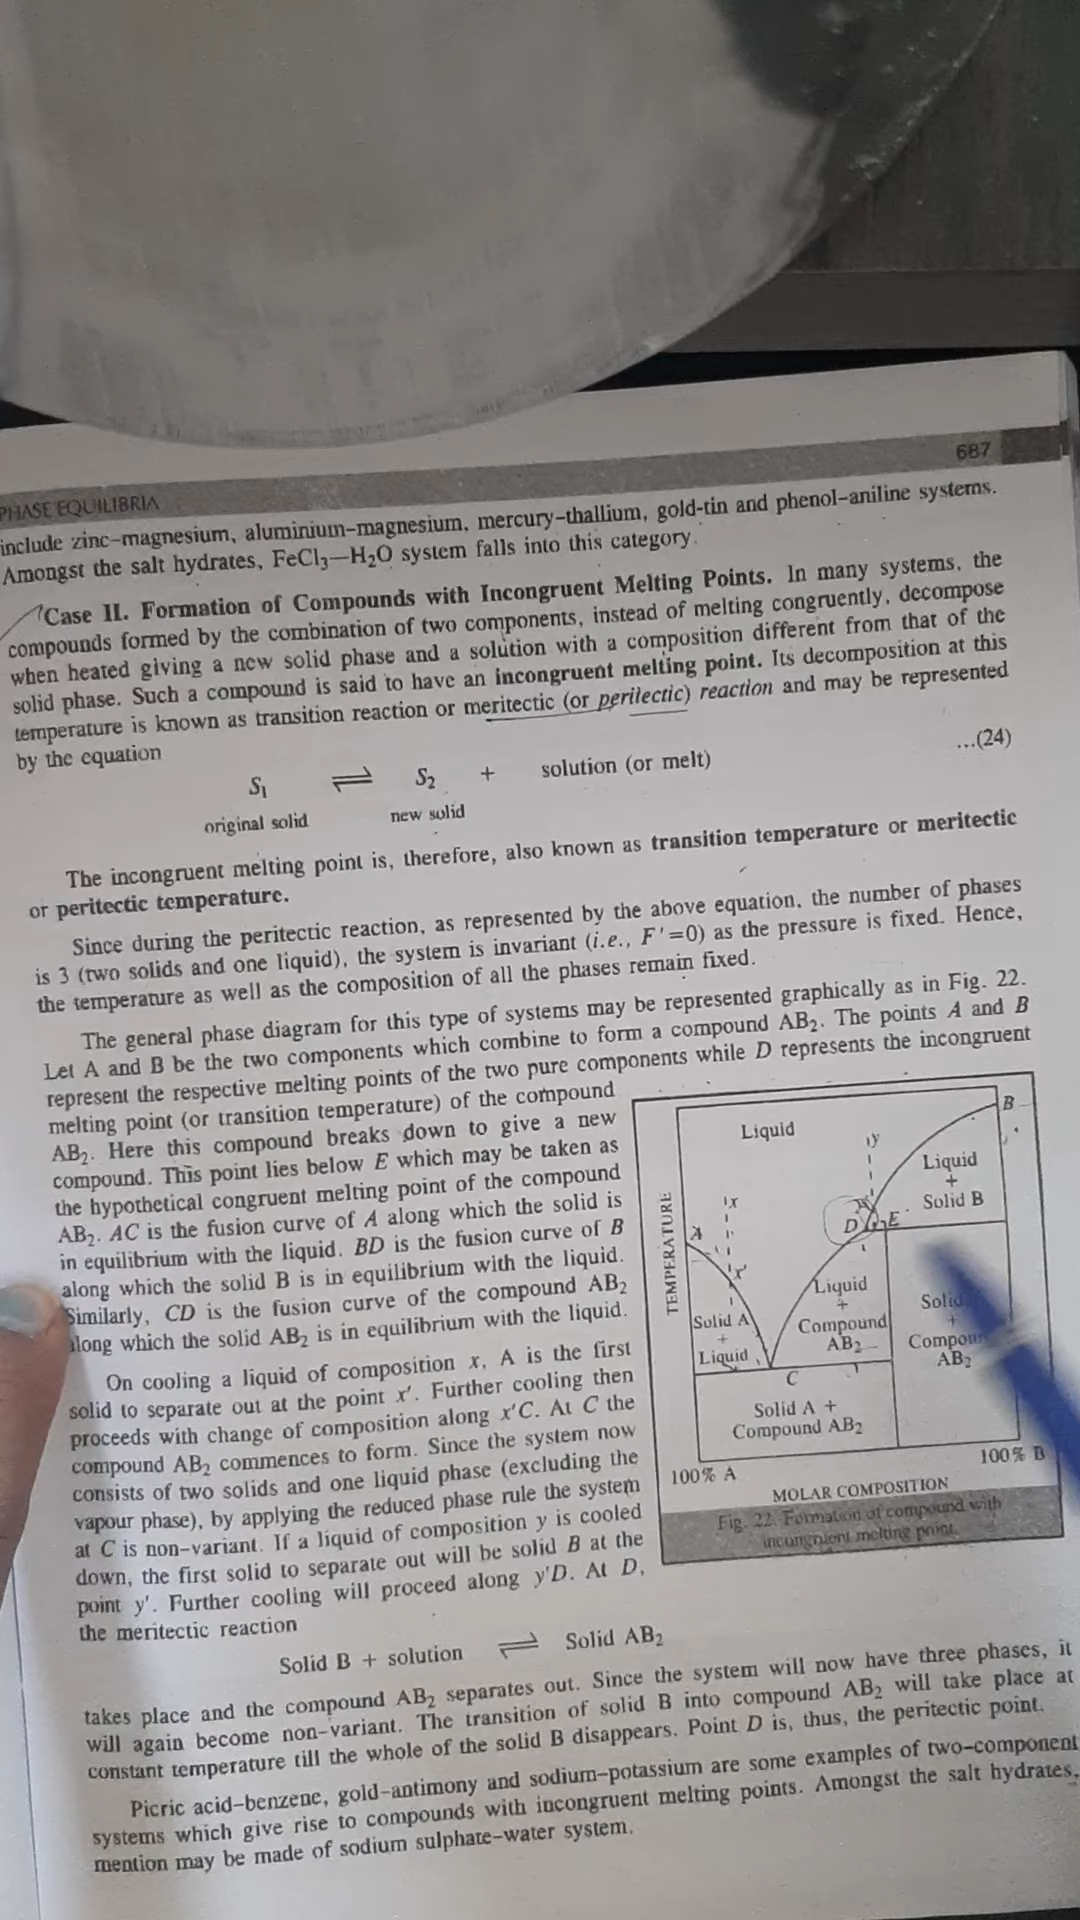 687
PHASE EQUILIBRIA
include zinc-magnesium, aluminium-magnesium, mercury-thallium, gold-tin and phenol-aniline systems.
Amongst the salt hydrates, FeCl₃—H₂O system falls into this category.
Case II. Formation of Compounds with Incongruent Melting Points. In many systems, the
compounds formed by the combination of two components, instead of melting congruently, decompose
when heated giving a new solid phase and a solution with a composition different from that of the
solid phase. Such a compound is said to have an incongruent melting point. Its decomposition at this
temperature is known as transition reaction or meritectic (or peritectic) reaction and may be represented
by the equation
S₁ ⇌ S₂ + solution (or melt) ...(24)
original solid new solid
The incongruent melting point is, therefore, also known as transition temperature or meritectic
or peritectic temperature.
Since during the peritectic reaction, as represented by the above equation, the number of phases
is 3 (two solids and one liquid), the system is invariant (i.e., F'=0) as the pressure is fixed. Hence,
the temperature as well as the composition of all the phases remain fixed.
The general phase diagram for this type of systems may be represented graphically as in Fig. 22.
Let A and B be the two components which combine to form a compound AB₂. The points A and B
represent the respective melting points of the two pure components while D represents the incongruent
melting point (or transition temperature) of the compound
AB₂. Here this compound breaks down to give a new
compound. This point lies below E which may be taken as
the hypothetical congruent melting point of the compound
AB₂. AC is the fusion curve of A along which the solid is
in equilibrium with the liquid. BD is the fusion curve of B
along which the solid B is in equilibrium with the liquid.
Similarly, CD is the fusion curve of the compound AB₂
along which the solid AB₂ is in equilibrium with the liquid.
On cooling a liquid of composition x, A is the first
solid to separate out at the point x'. Further cooling then
proceeds with change of composition along x'C. At C the
compound AB₂ commences to form. Since the system now
consists of two solids and one liquid phase (excluding the
vapour phase), by applying the reduced phase rule the system
at C is non-variant. If a liquid of composition y is cooled
down, the first solid to separate out will be solid B at the
point y'. Further cooling will proceed along y'D. At D,
the meritectic reaction
B
Liquid
y
Liquid
+
Solid B
x
TEMPERATURE
A
D
E
x'
Liquid
+
Compound
AB₂
Solid A
+
Liquid
Solid
+
AB₂
C
Solid A +
Compound AB₂
100% A
100% B
MOLAR COMPOSITION
Fig. 22. Formation of compound with
incongruent melting point.
Solid B + solution ⇌ Solid AB₂
takes place and the compound AB₂ separates out. Since the system will now have three phases, it
will again become non-variant. The transition of solid B into compound AB₂ will take place at
constant temperature till the whole of the solid B disappears. Point D is, thus, the peritectic point.
Picric acid-benzene, gold-antimony and sodium-potassium are some examples of two-component
systems which give rise to compounds with incongruent melting points. Amongst the salt hydrates,
mention may be made of sodium sulphate-water system.